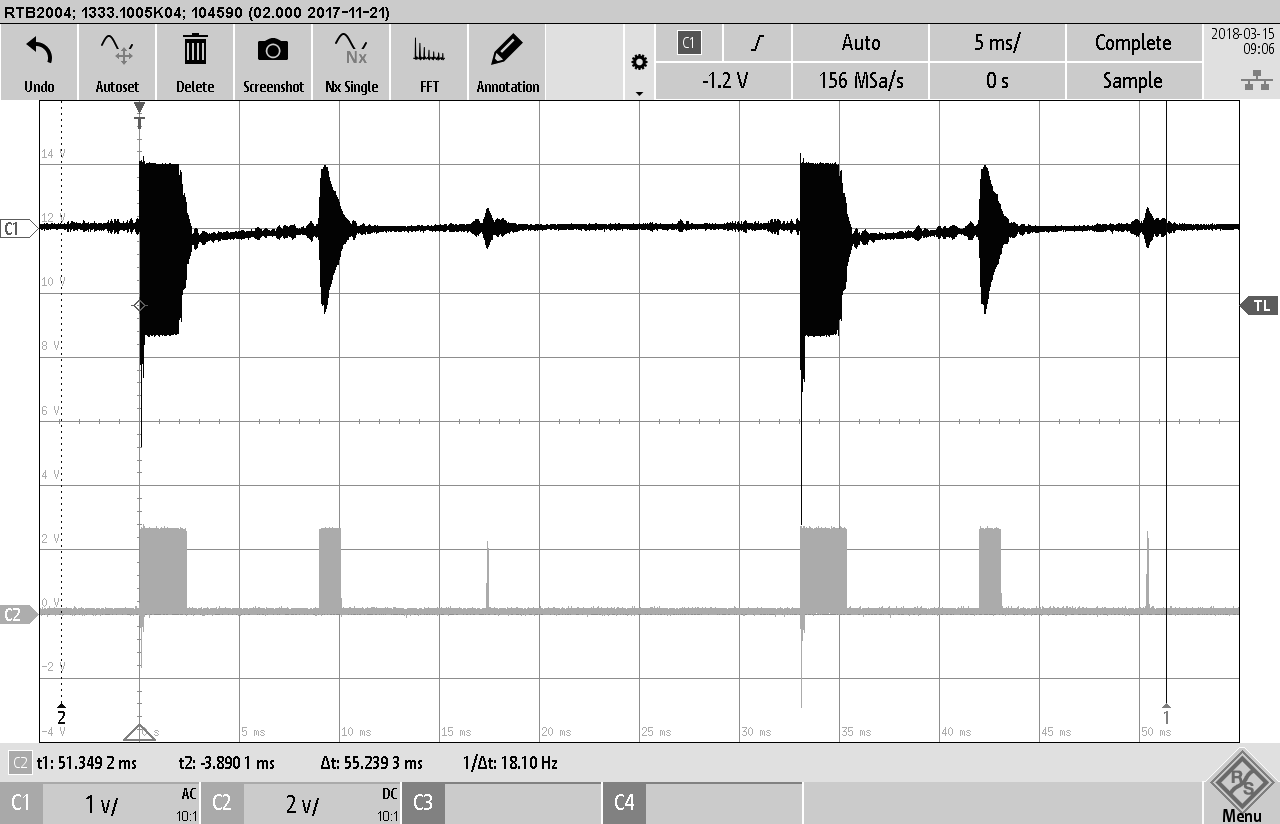 RTB2004; 1333.1005K04; 104590 (02.000 2017-11-21)
Undo
Autoset
Delete
Screenshot
Nx
Nx Single
FFT
Annotation
C1
Auto
5 ms/
Complete
2018-03-15
09:06
-1.2 V
156 MSa/s
0 s
Sample
T
14 V
12 V
C1
10 V
TL
8 V
6 V
4 V
2 V
0 V
C2
-2 V
2
1
-4 V
0 s
5 ms
10 ms
15 ms
20 ms
25 ms
30 ms
35 ms
40 ms
45 ms
50 ms
C2 t1: 51.349 2 ms t2: -3.890 1 ms Δt: 55.239 3 ms 1/Δt: 18.10 Hz
C1 1 V/ AC 10:1
C2 2 V/ DC 10:1
C3
C4
R S
Menu